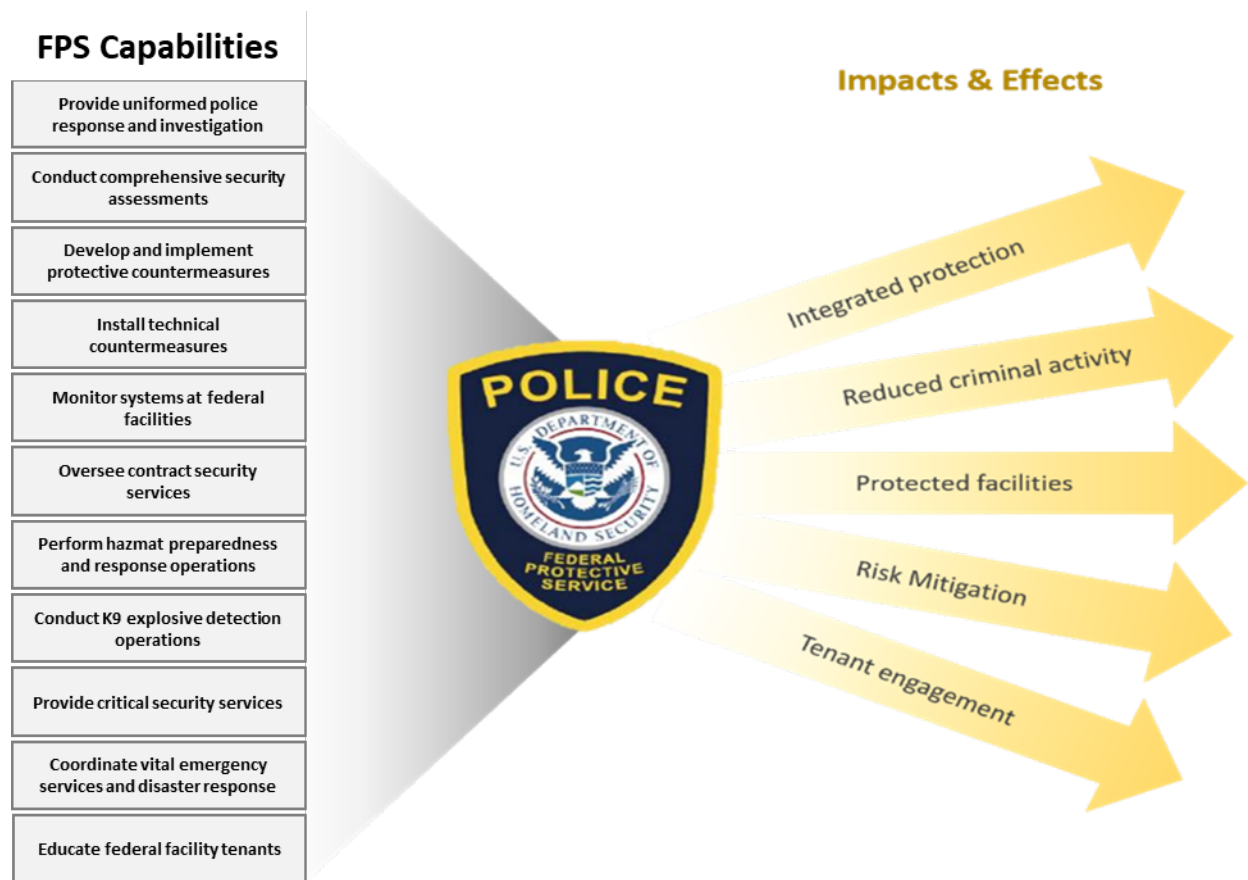 FPS Capabilities
Provide uniformed police
response and investigation
Conduct comprehensive security
assessments
Develop and implement
protective countermeasures
Install technical
countermeasures
Monitor systems at federal
facilities
Oversee contract security
services
Perform hazmat preparedness
and response operations
Conduct K9 explosive detection
operations
Provide critical security services
Coordinate vital emergency
services and disaster response
Educate federal facility tenants
POLICE
U.S. DEPARTMENT OF
HOMELAND SECURITY
FEDERAL
PROTECTIVE
SERVICE
Impacts & Effects
Integrated protection
Reduced criminal activity
Protected facilities
Risk Mitigation
Tenant engagement